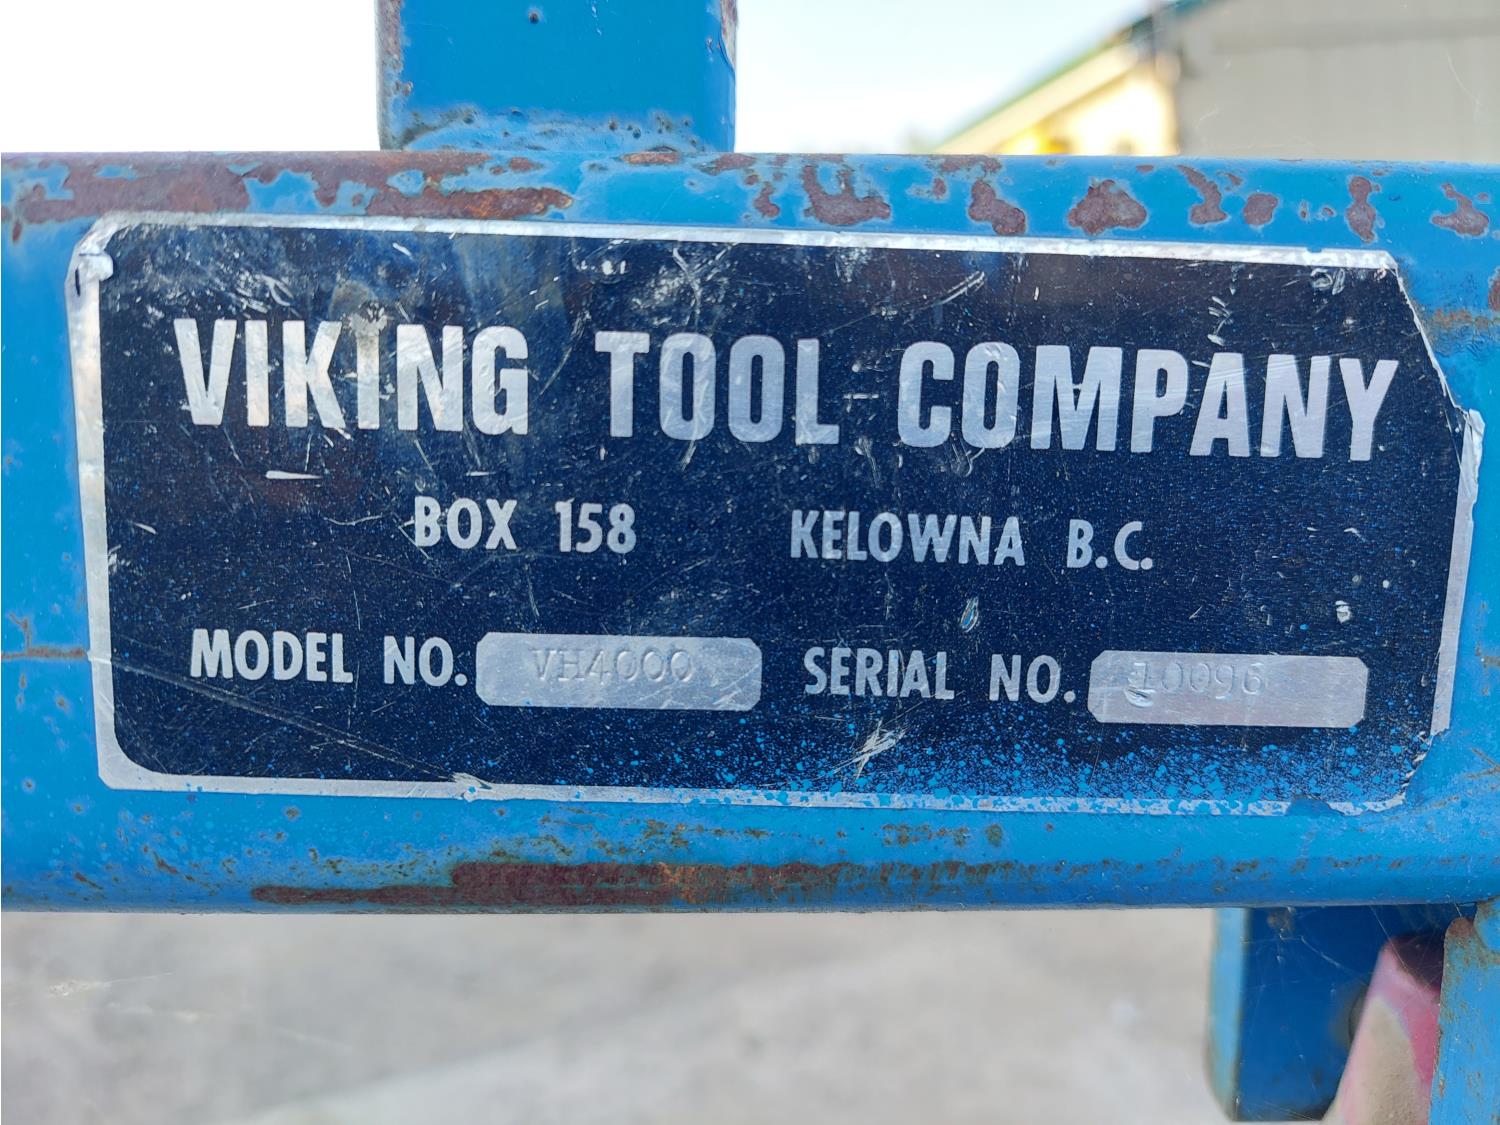 VIKING TOOL COMPANY
BOX 158 KELOWNA B.C.
MODEL NO. VH4000 SERIAL NO. 10096